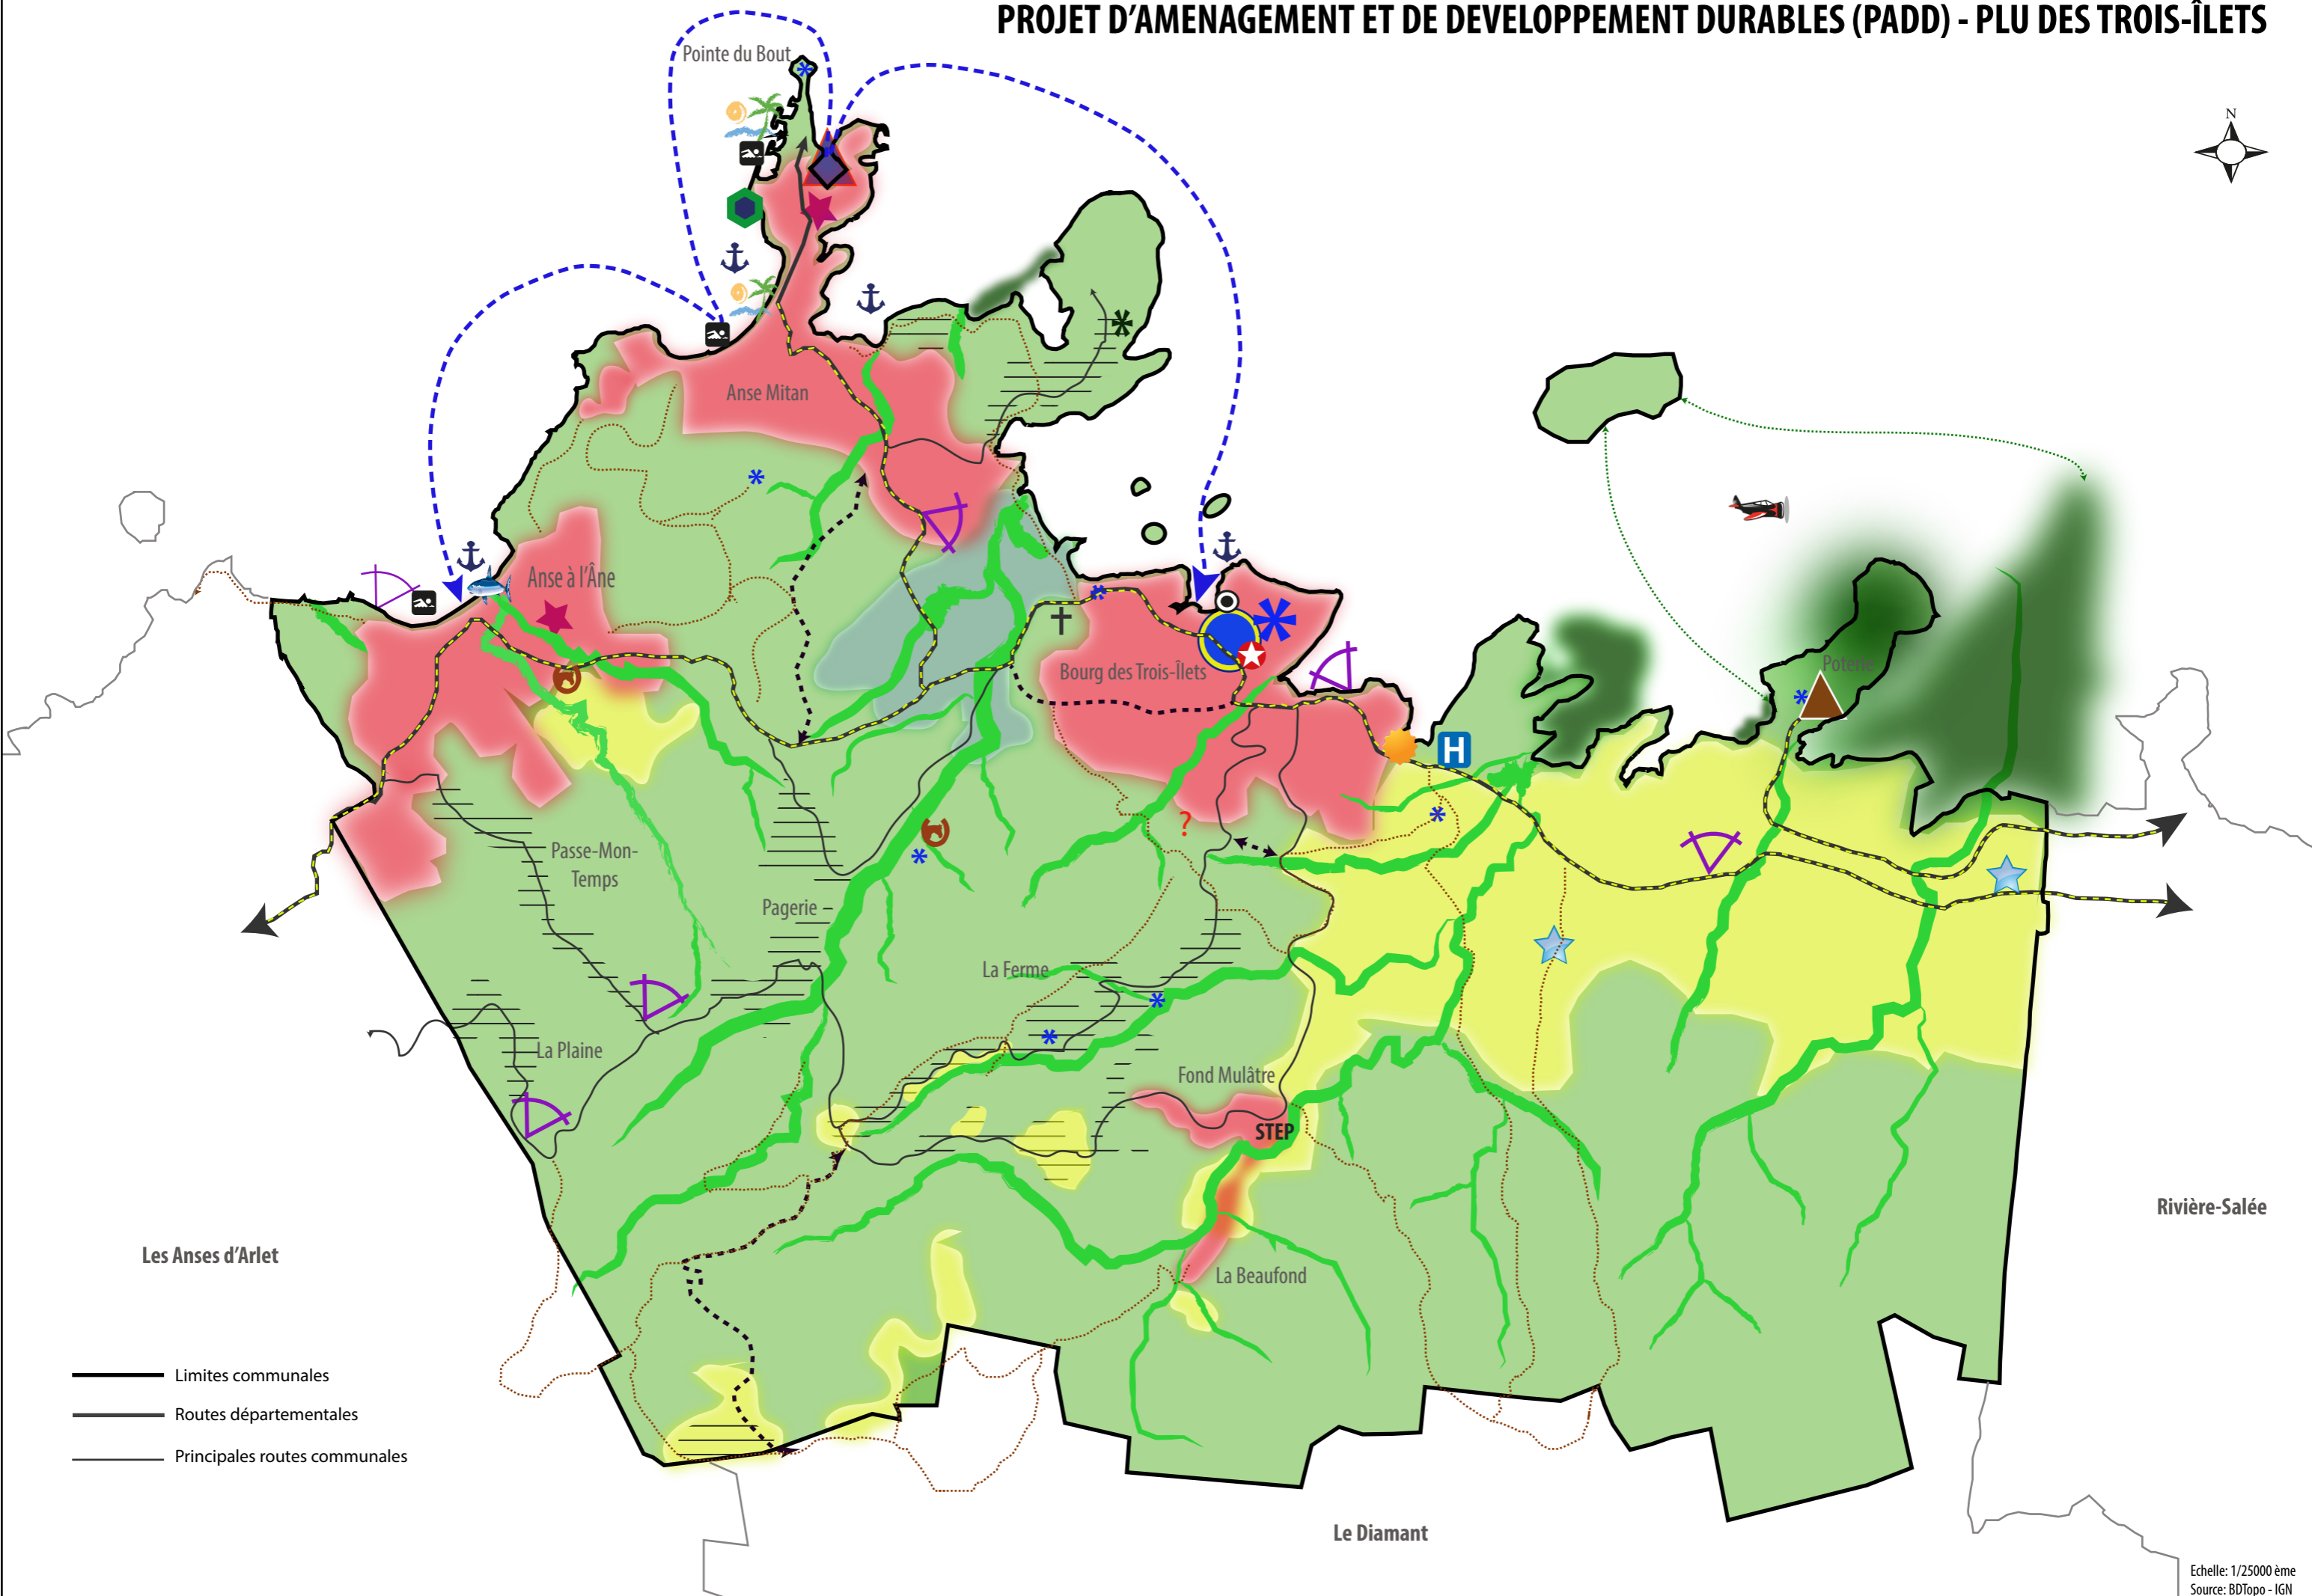 PROJET D'AMENAGEMENT ET DE DEVELOPPEMENT DURABLES (PADD) - PLU DES TROIS-ÎLETS
Pointe du Bout
N
Anse Mitan
Anse à l'Âne
Bourg des Trois-Îlets
Poterie
H
?
Passe-Mon-
Temps
Pagerie
La Ferme
La Plaine
Fond Mulâtre
STEP
La Beaufond
Rivière-Salée
Les Anses d'Arlet
Limites communales
Routes départementales
Principales routes communales
Le Diamant
Echelle: 1/25000 ème
Source: BDTopo - IGN